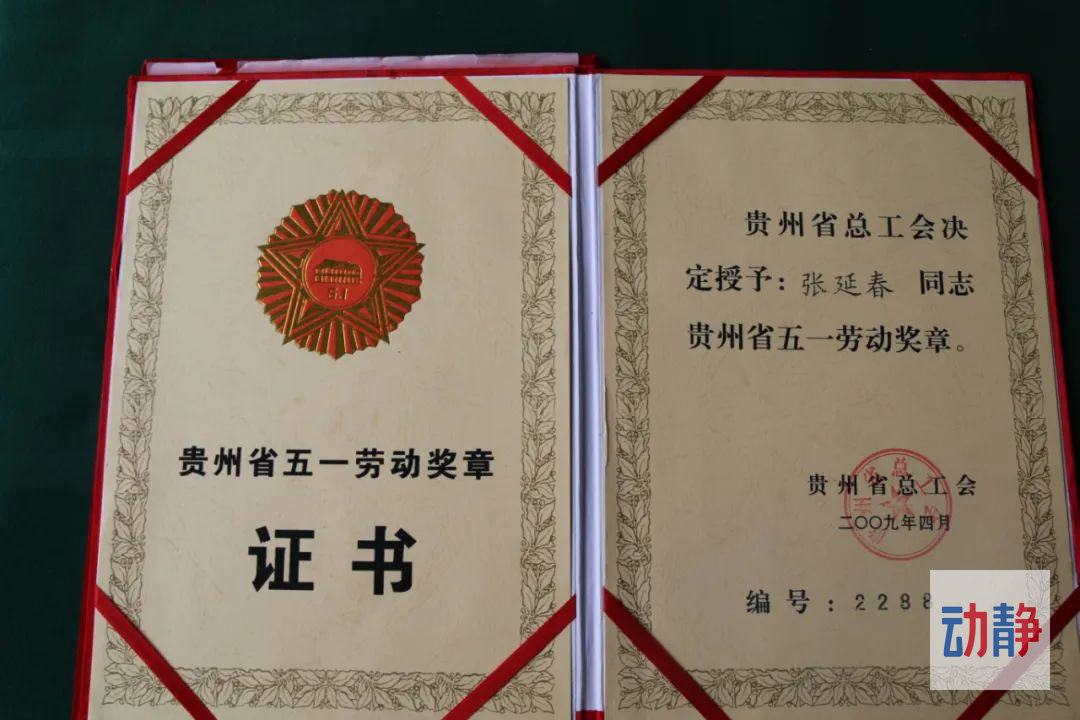 5.1
贵州省五一劳动奖章
证书
贵州省总工会决
定授予：张延春 同志
贵州省五一劳动奖章。
贵州省总工会
二〇〇九年四月
编号：2288
动静